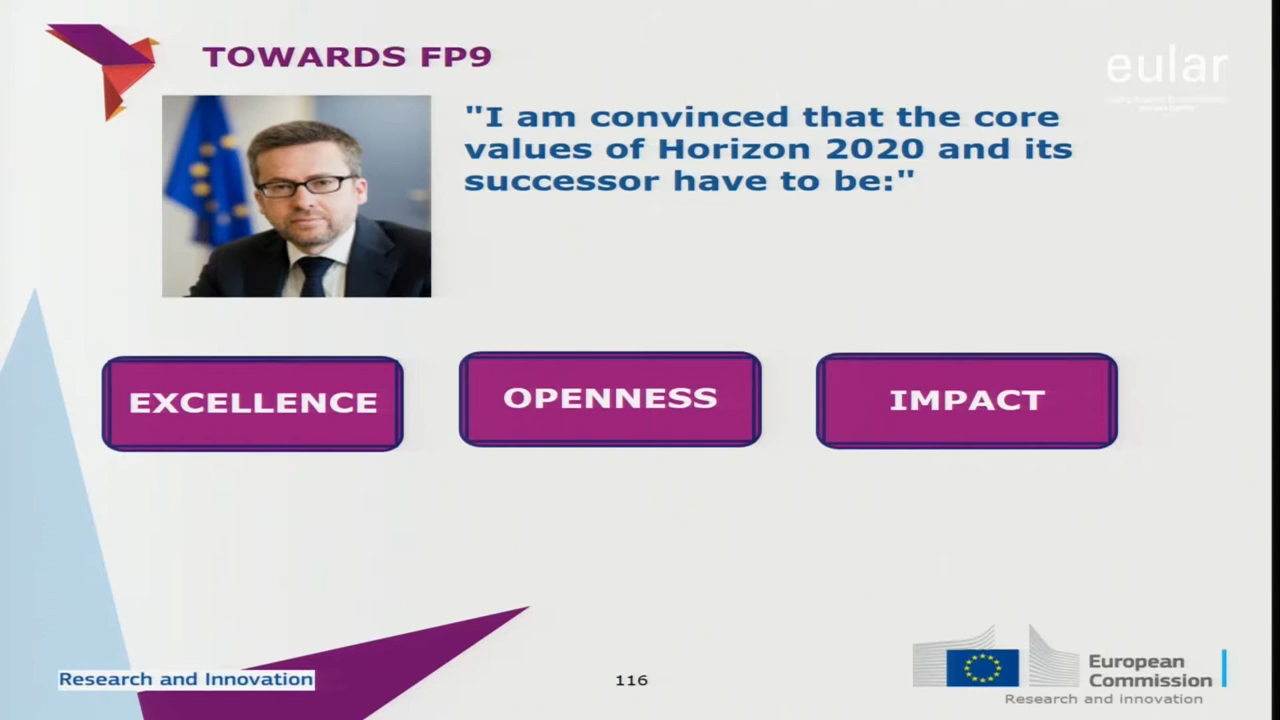 TOWARDS FP9
eular
"I am convinced that the core
values of Horizon 2020 and its
successor have to be:"
EXCELLENCE
OPENNESS
IMPACT
Research and Innovation
116
European
Commission
Research and innovation